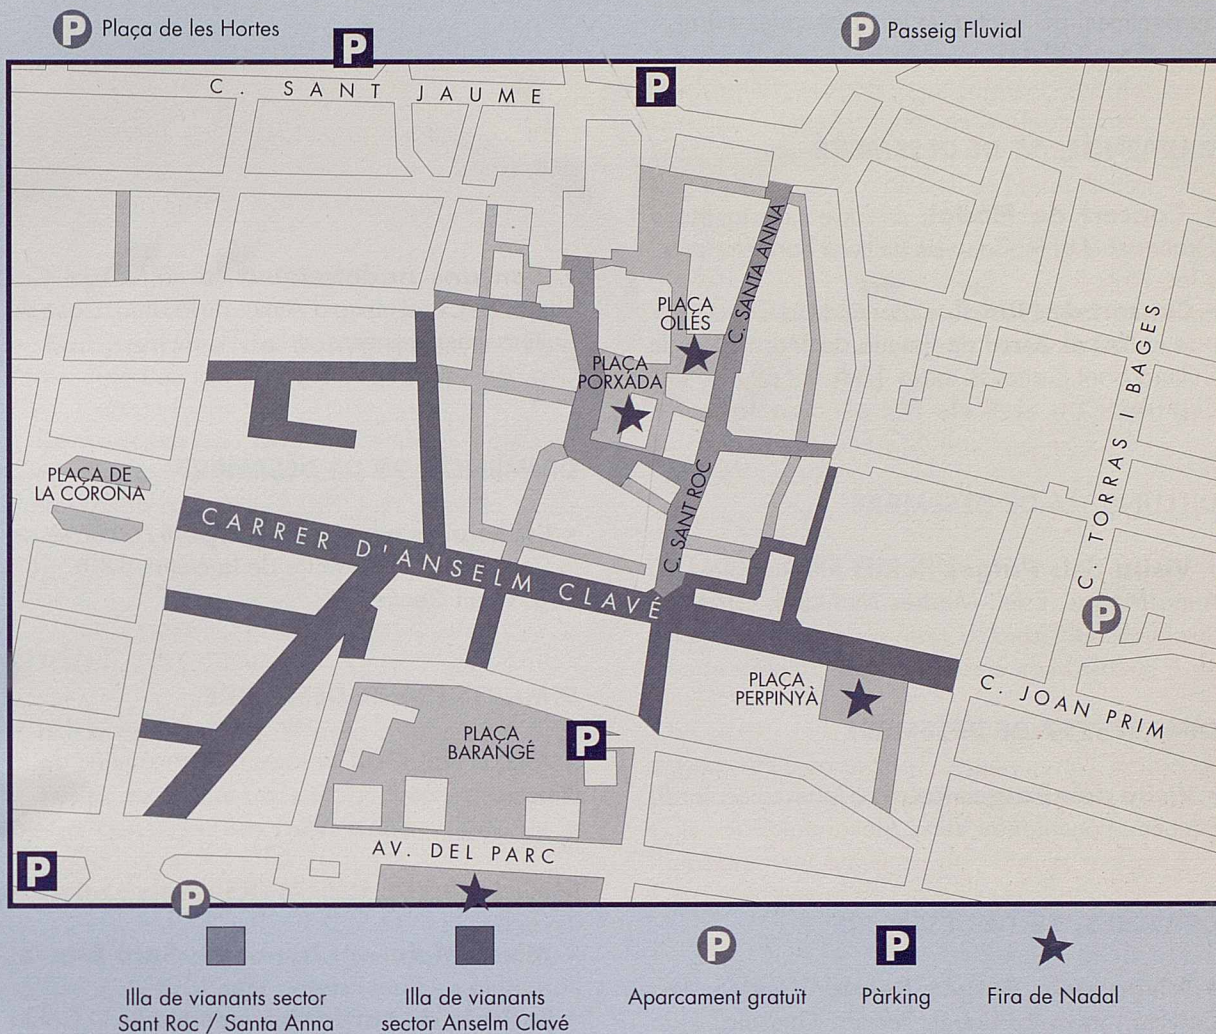 P Plaça de les Hortes
P
P Passeig Fluvial
P
C. SANT JAUME
C. SANTA ANNA
PLAÇA
OLLÉS
PLAÇA
PORXADA
C. TORRAS I BAGES
PLAÇA DE
LA CORONA
C. SANT ROC
CARRER D'ANSELM CLAVÉ
P
PLAÇA
PERPINYÀ
C. JOAN PRIM
PLAÇA
BARANGÉ
P
AV. DEL PARC
P
P
P
P
Illa de vianants sector
Sant Roc / Santa Anna
Illa de vianants
sector Anselm Clavé
Aparcament gratuït
Pàrking
Fira de Nadal